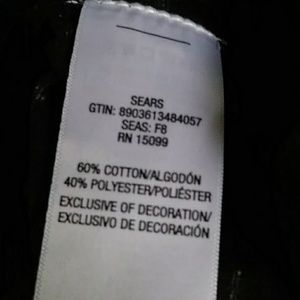 SEARS
GTIN: 8903613484057
SEAS: F8
RN 15099
60% COTTON/ALGODÓN
40% POLYESTER/POLIÉSTER
EXCLUSIVE OF DECORATION/
EXCLUSIVO DE DECORACIÓN